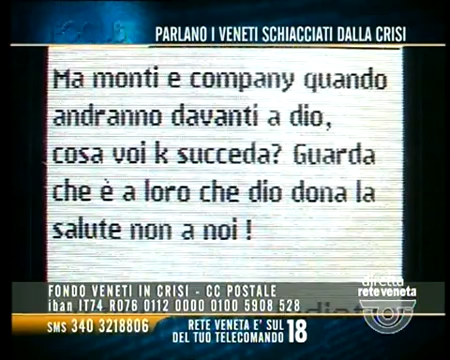 PARLANO I VENETI SCHIACCIATI DALLA CRISI
Ma monti e company quando
andranno davanti a dio,
cosa voi k succeda? Guarda
che è a loro che dio dona la
salute non a noi !
FONDO VENETI IN CRISI - CC POSTALE
iban IT74 R076 0112 0000 0100 5908 528
diretta
reteveneta
SMS 340 3218806
RETE VENETA E' SUL
DEL TUO TELECOMANDO 18